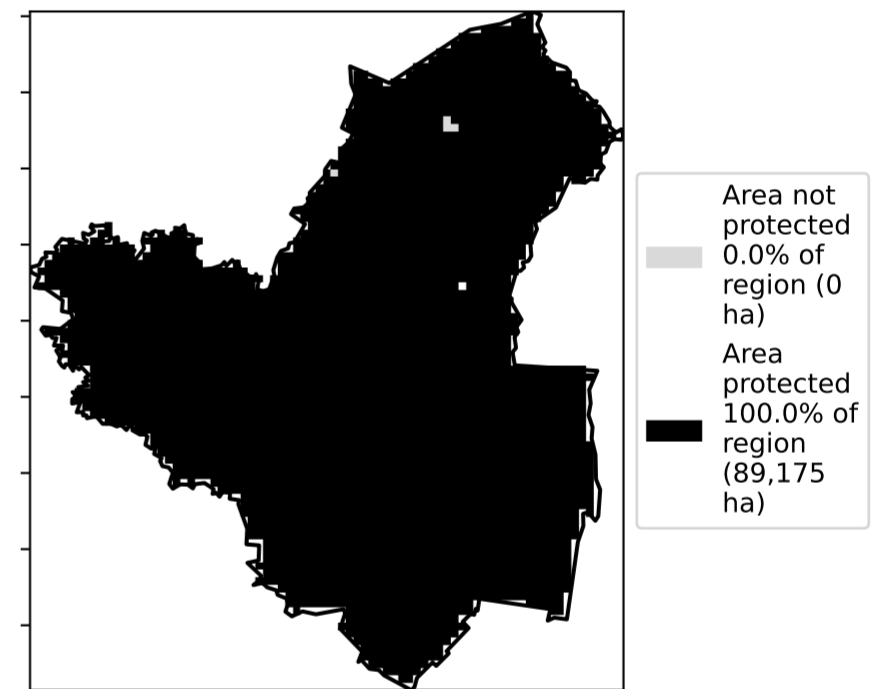 Area not
protected
0.0% of
region (0
ha)
Area
protected
100.0% of
region
(89,175
ha)